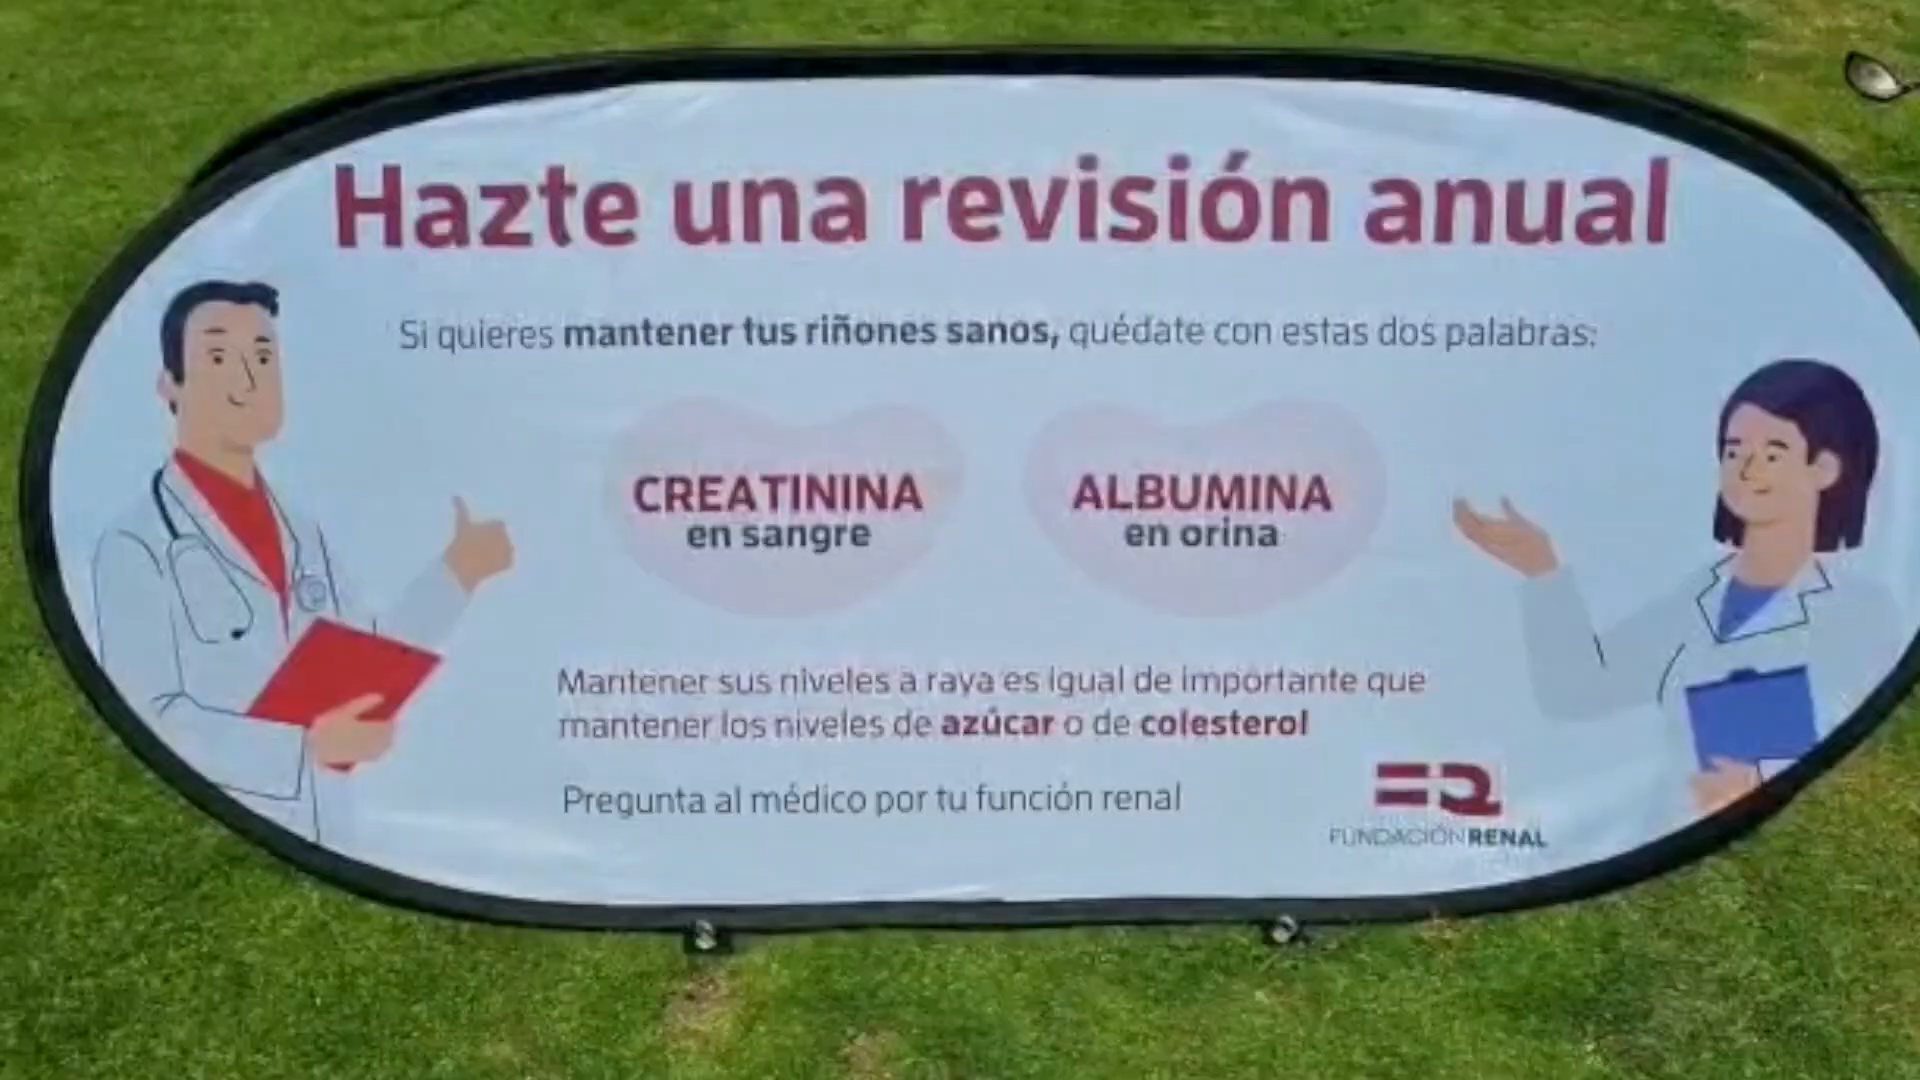 Hazte una revisión anual
Si quieres mantener tus riñones sanos, quédate con estas dos palabras:
CREATININA
en sangre
ALBUMINA
en orina
Mantener sus niveles a raya es igual de importante que
mantener los niveles de azúcar o de colesterol
Pregunta al médico por tu función renal
FUNDACIÓN RENAL